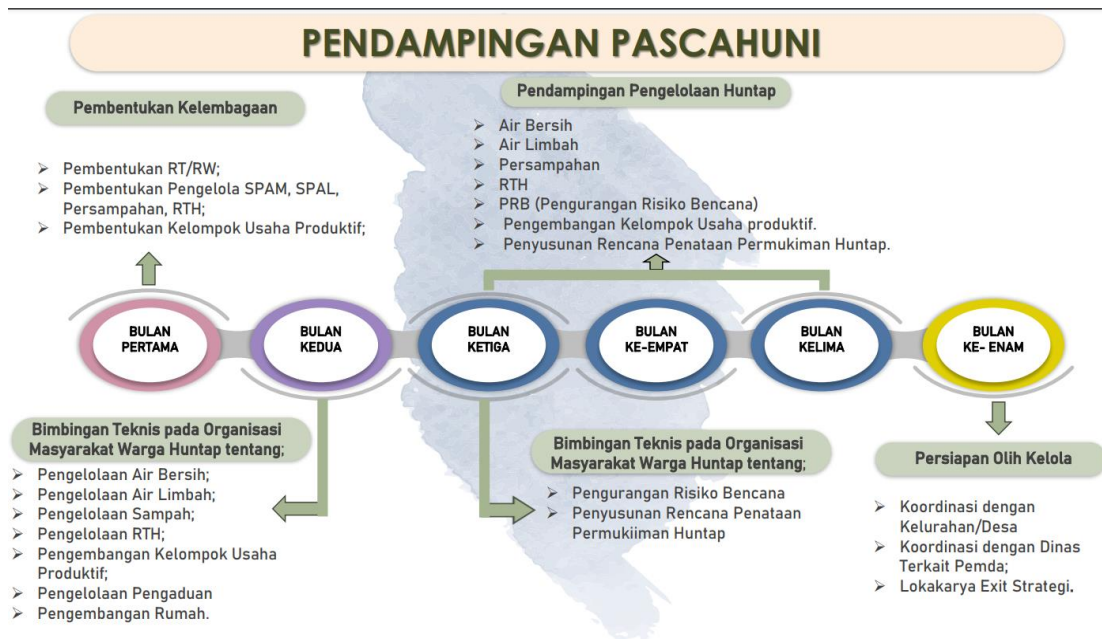 PENDAMPINGAN PASCAHUNI
Pembentukan Kelembagaan
➢ Pembentukan RT/RW;
➢ Pembentukan Pengelola SPAM, SPAL,
Persampahan, RTH;
➢ Pembentukan Kelompok Usaha Produktif;
Pendampingan Pengelolaan Huntap
➢ Air Bersih
➢ Air Limbah
➢ Persampahan
➢ RTH
➢ PRB (Pengurangan Risiko Bencana)
➢ Pengembangan Kelompok Usaha produktif.
➢ Penyusunan Rencana Penataan Permukiman Huntap.
BULAN
PERTAMA
BULAN
KEDUA
BULAN
KETIGA
BULAN
KE-EMPAT
BULAN
KELIMA
BULAN
KE- ENAM
Bimbingan Teknis pada Organisasi
Masyarakat Warga Huntap tentang;
➢ Pengelolaan Air Bersih;
➢ Pengelolaan Air Limbah;
➢ Pengelolaan Sampah;
➢ Pengelolaan RTH;
➢ Pengembangan Kelompok Usaha
Produktif;
➢ Pengelolaan Pengaduan
➢ Pengembangan Rumah.
Bimbingan Teknis pada Organisasi
Masyarakat Warga Huntap tentang;
➢ Pengurangan Risiko Bencana
➢ Penyusunan Rencana Penataan
Permukiiman Huntap
Persiapan Olih Kelola
➢ Koordinasi dengan
Kelurahan/Desa
➢ Koordinasi dengan Dinas
Terkait Pemda;
➢ Lokakarya Exit Strategi.